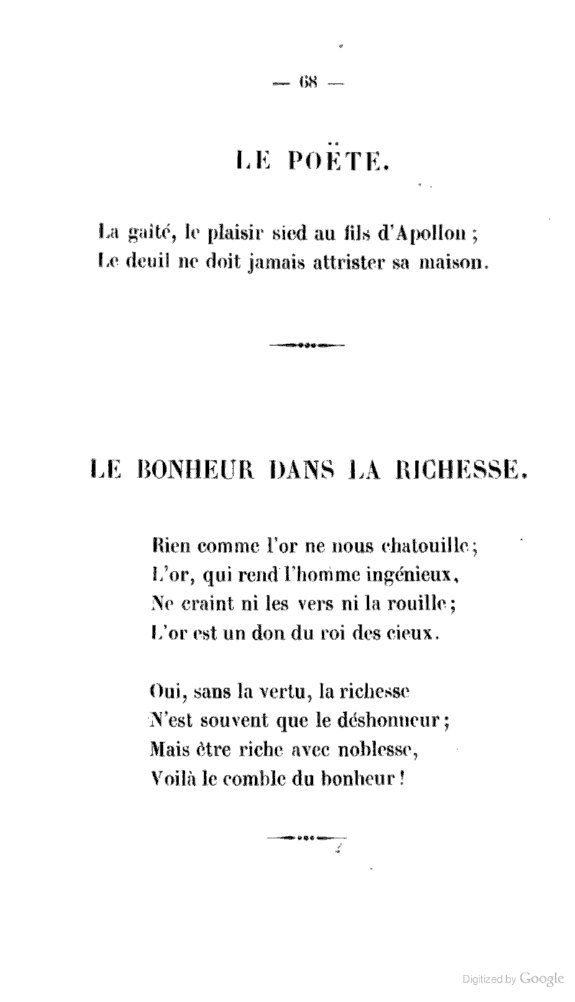 — 68 —
LE POËTE.
La gaîté, le plaisir sied au fils d'Apollon ;
Le deuil ne doit jamais attrister sa maison.
LE BONHEUR DANS LA RICHESSE.
Rien comme l'or ne nous chatouille ;
L'or, qui rend l'homme ingénieux,
Ne craint ni les vers ni la rouille ;
L'or est un don du roi des cieux.
Oui, sans la vertu, la richesse
N'est souvent que le déshonneur ;
Mais être riche avec noblesse,
Voilà le comble du bonheur !
Digitized by Google